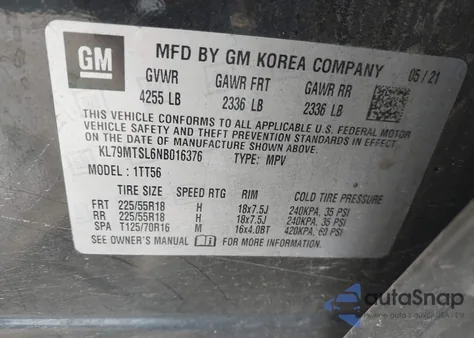 GM
MFD BY GM KOREA COMPANY
05/21
GVWR GAWR FRT GAWR RR
4255 LB 2336 LB 2336 LB
THIS VEHICLE CONFORMS TO ALL APPLICABLE U.S. FEDERAL MOTOR
VEHICLE SAFETY AND THEFT PREVENTION STANDARDS IN EFFECT
ON THE DATE OF MANUFACTURE SHOWN ABOVE.
KL79MTSL6NB016376 TYPE: MPV
MODEL: 1TT56
TIRE SIZE SPEED RTG RIM COLD TIRE PRESSURE
FRT 225/55R18 H 18x7.5J 240KPA, 35 PSI
RR 225/55R18 H 18x7.5J 240KPA, 35 PSI
SPA T125/70R16 M 16x4.0BT 420KPA, 60 PSI
SEE OWNER'S MANUAL FOR MORE INFORMATION.
autoSnap